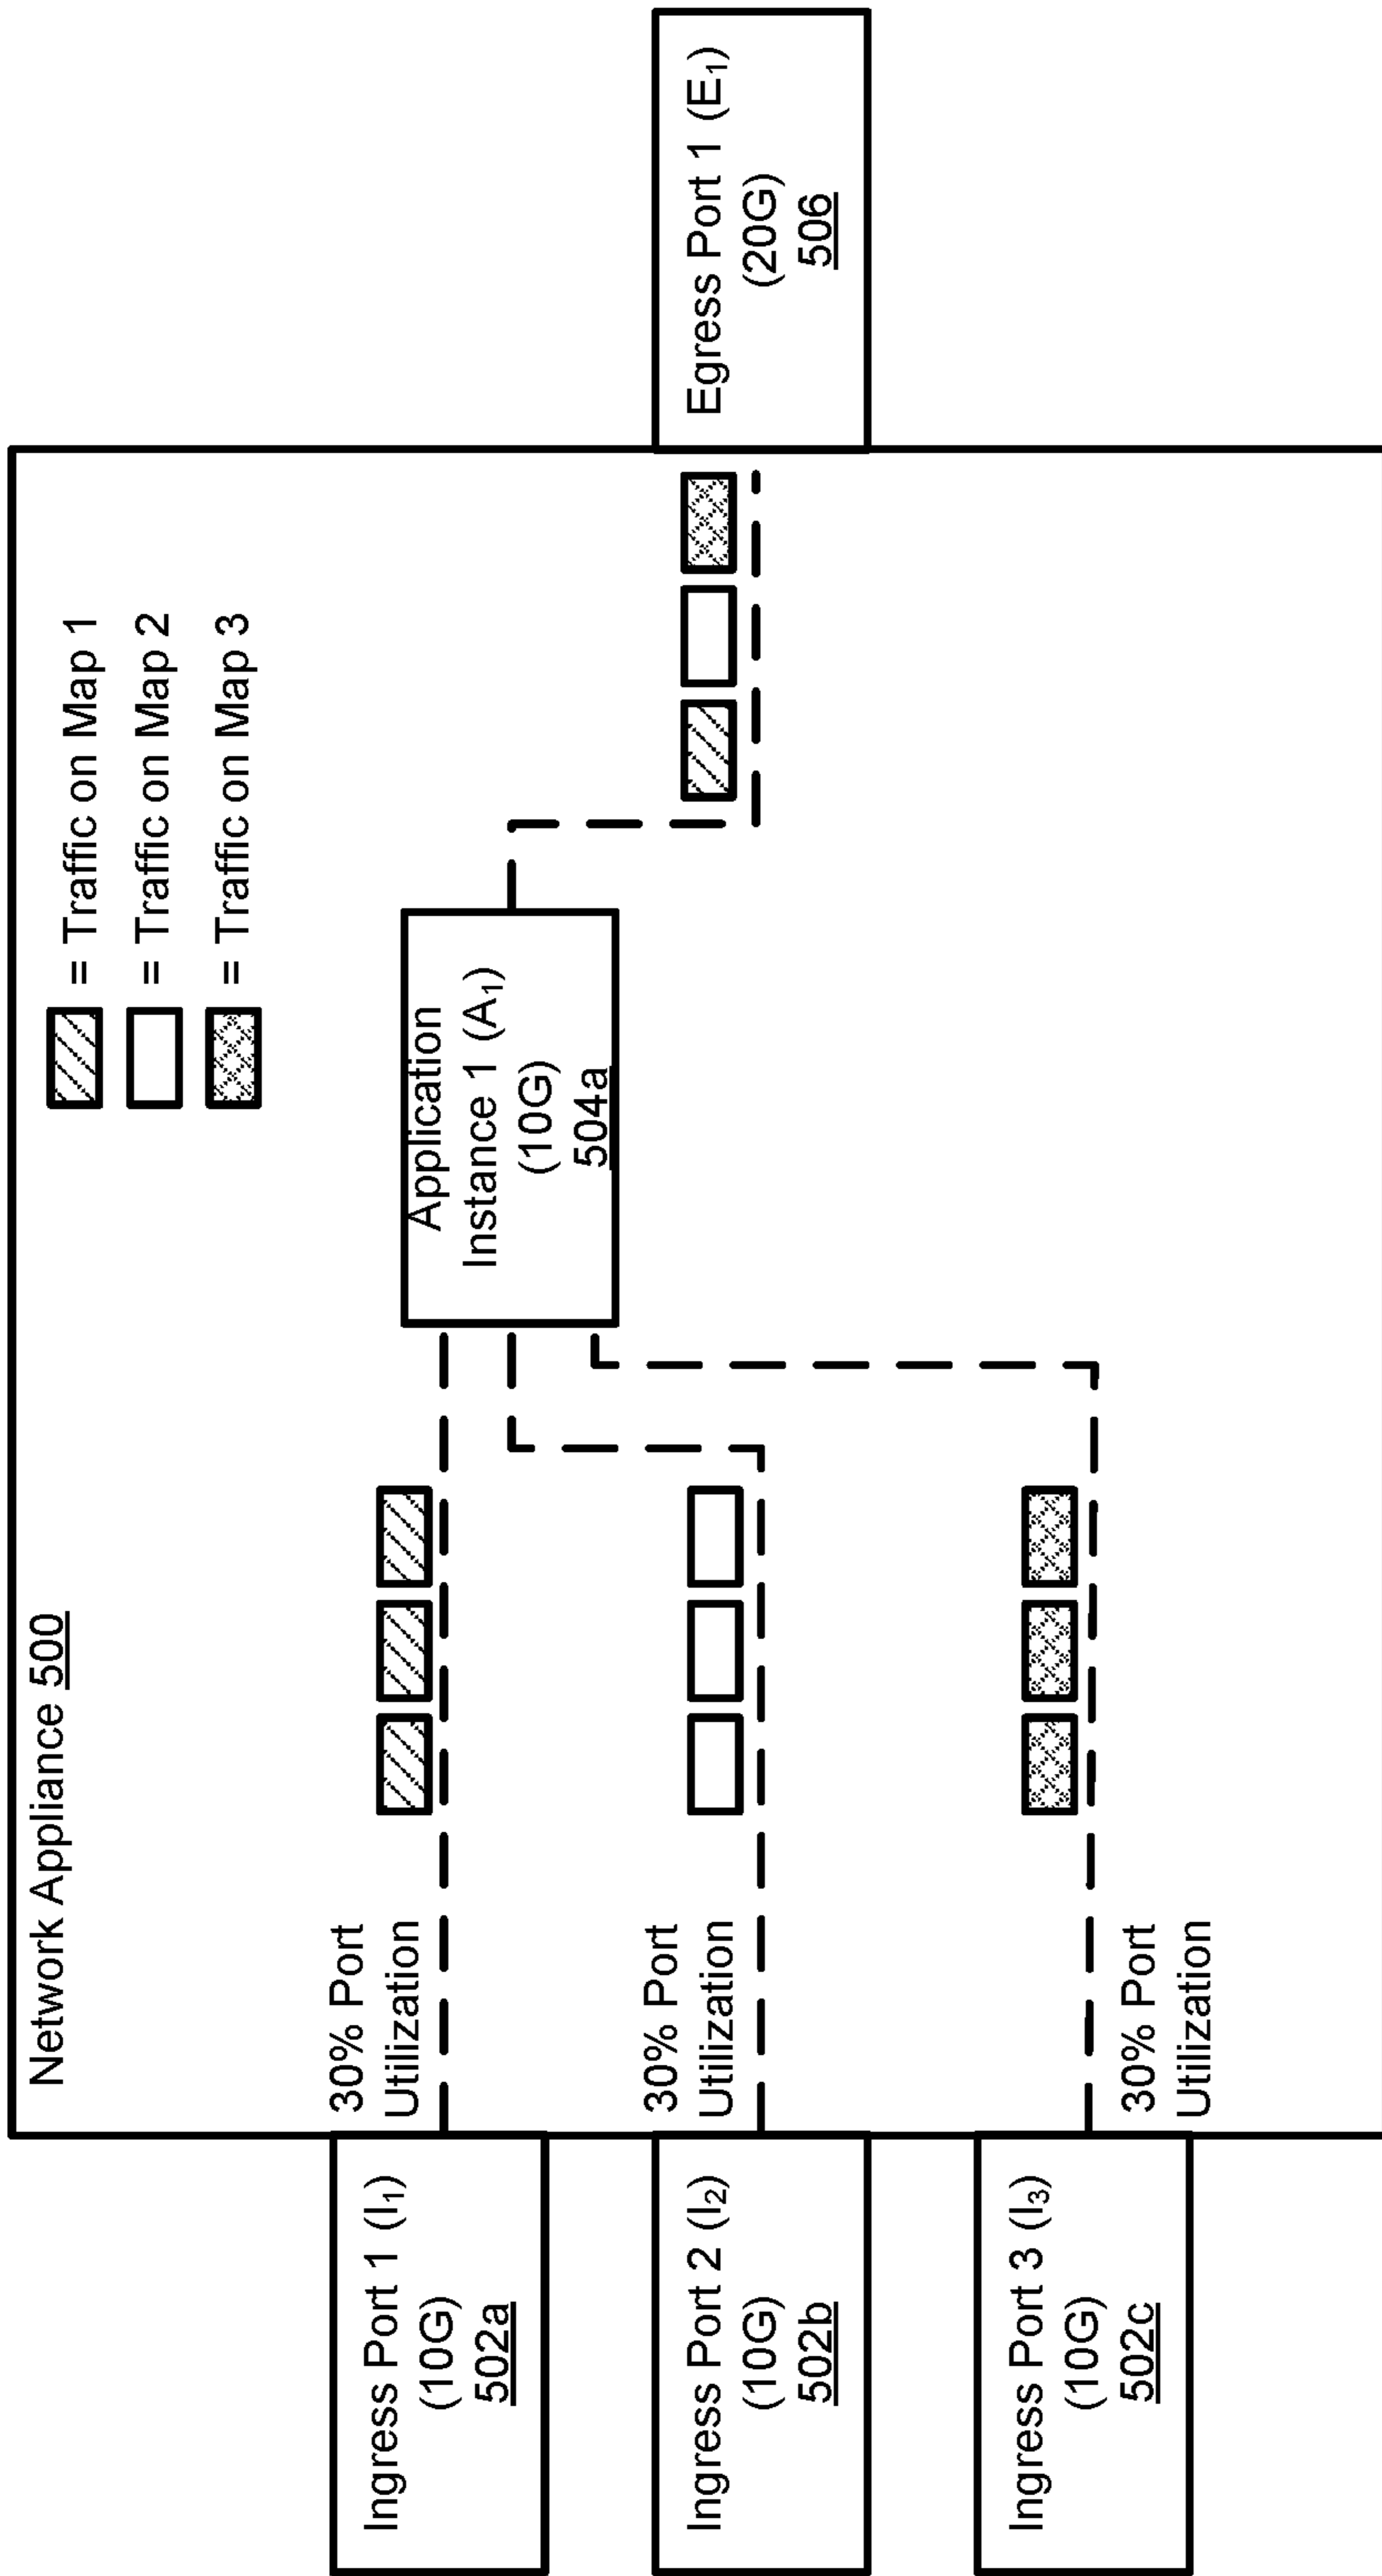 Network Appliance 500
= Traffic on Map 1
= Traffic on Map 2
= Traffic on Map 3
Ingress Port 1 (I1)
(10G)
502a
30% Port
Utilization
Application
Instance 1 (A1)
(10G)
504a
Ingress Port 2 (I2)
(10G)
502b
30% Port
Utilization
Egress Port 1 (E1)
(20G)
506
Ingress Port 3 (I3)
(10G)
502c
30% Port
Utilization